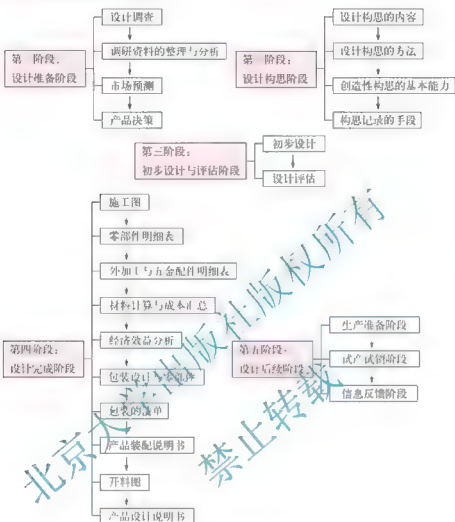 第 阶段:
设计准备阶段
设计调查
调研资料的整理与分析
市场预测
产品决策
第 阶段:
设计构思阶段
设计构思的内容
设计构思的方法
创造性构思的基本能力
构思记录的手段
第三阶段:
初步设计与评估阶段
初步设计
设计评估
第四阶段:
设计完成阶段
施工图
零部件明细表
外加工与五金配件明细表
材料计算与成本汇总
经济效益分析
包装设计与
包装的清单
产品装配说明书
开料图
产品设计说明书
第五阶段:
设计后续阶段
生产准备阶段
试产试销阶段
信息反馈阶段
北京大学出版社版权所有
禁止转载